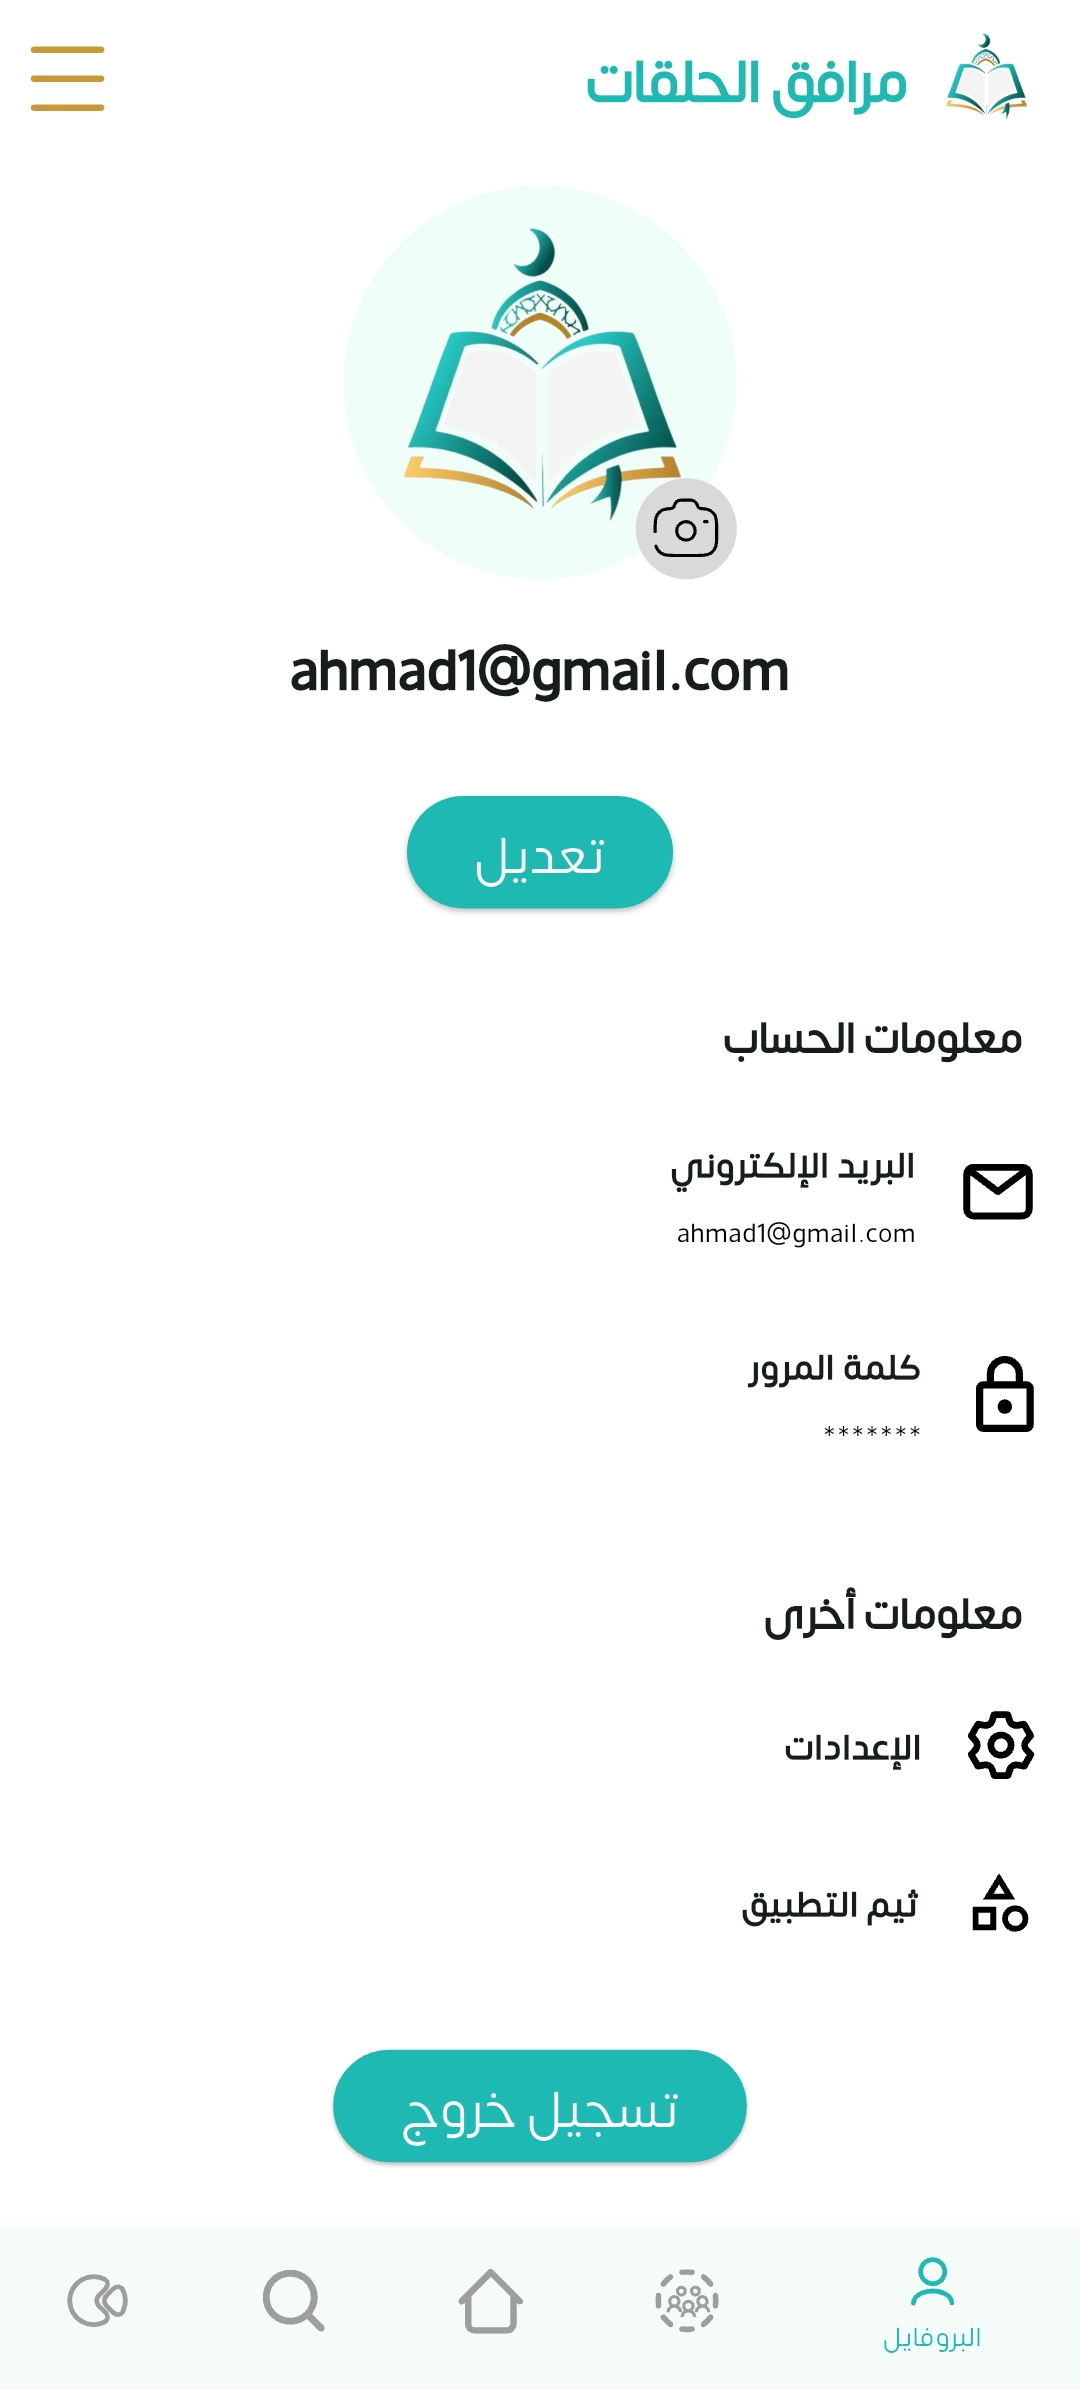 مرافق الحلقات
ahmad1@gmail.com
تعديل
معلومات الحساب
البريد الإلكتروني
ahmad1@gmail.com
كلمة المرور
*******
معلومات أخرى
الإعدادات
ثيم التطبيق
تسجيل خروج
البروفايل